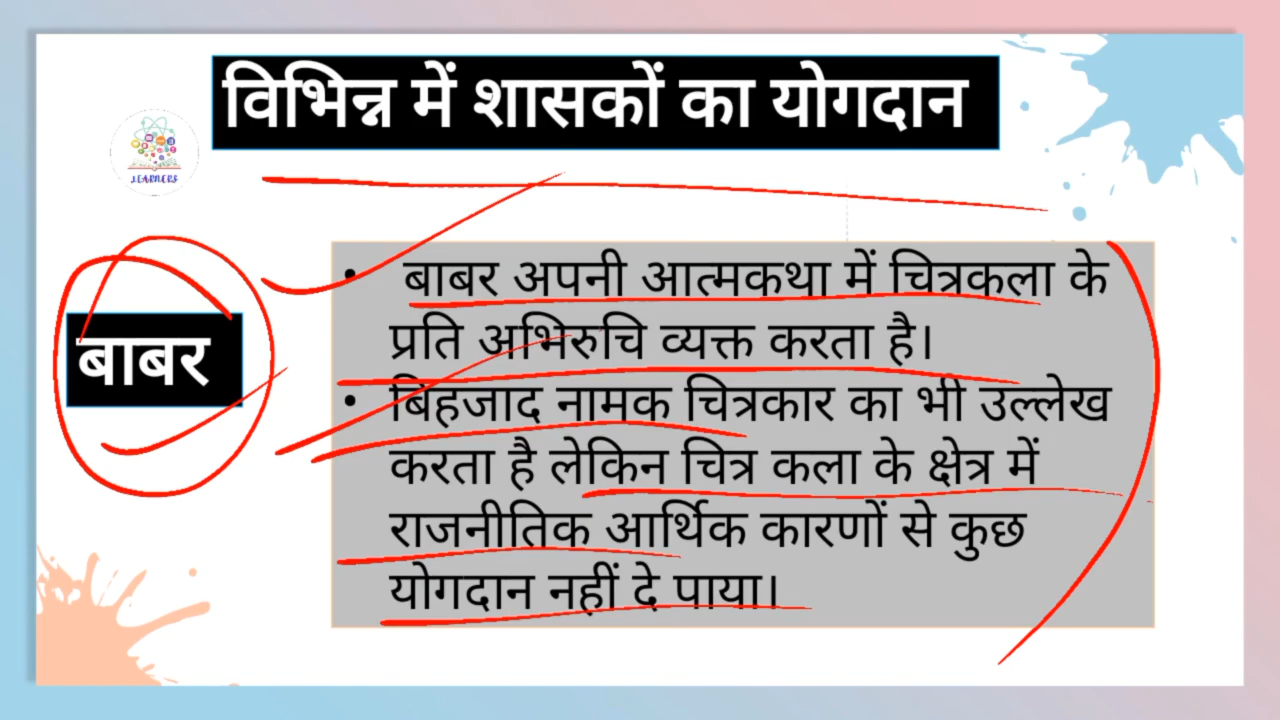 विभिन्न में शासकों का योगदान
LEARNERS
बाबर
• बाबर अपनी आत्मकथा में चित्रकला के
प्रति अभिरुचि व्यक्त करता है।
• बिहजाद नामक चित्रकार का भी उल्लेख
करता है लेकिन चित्र कला के क्षेत्र में
राजनीतिक आर्थिक कारणों से कुछ
योगदान नहीं दे पाया।